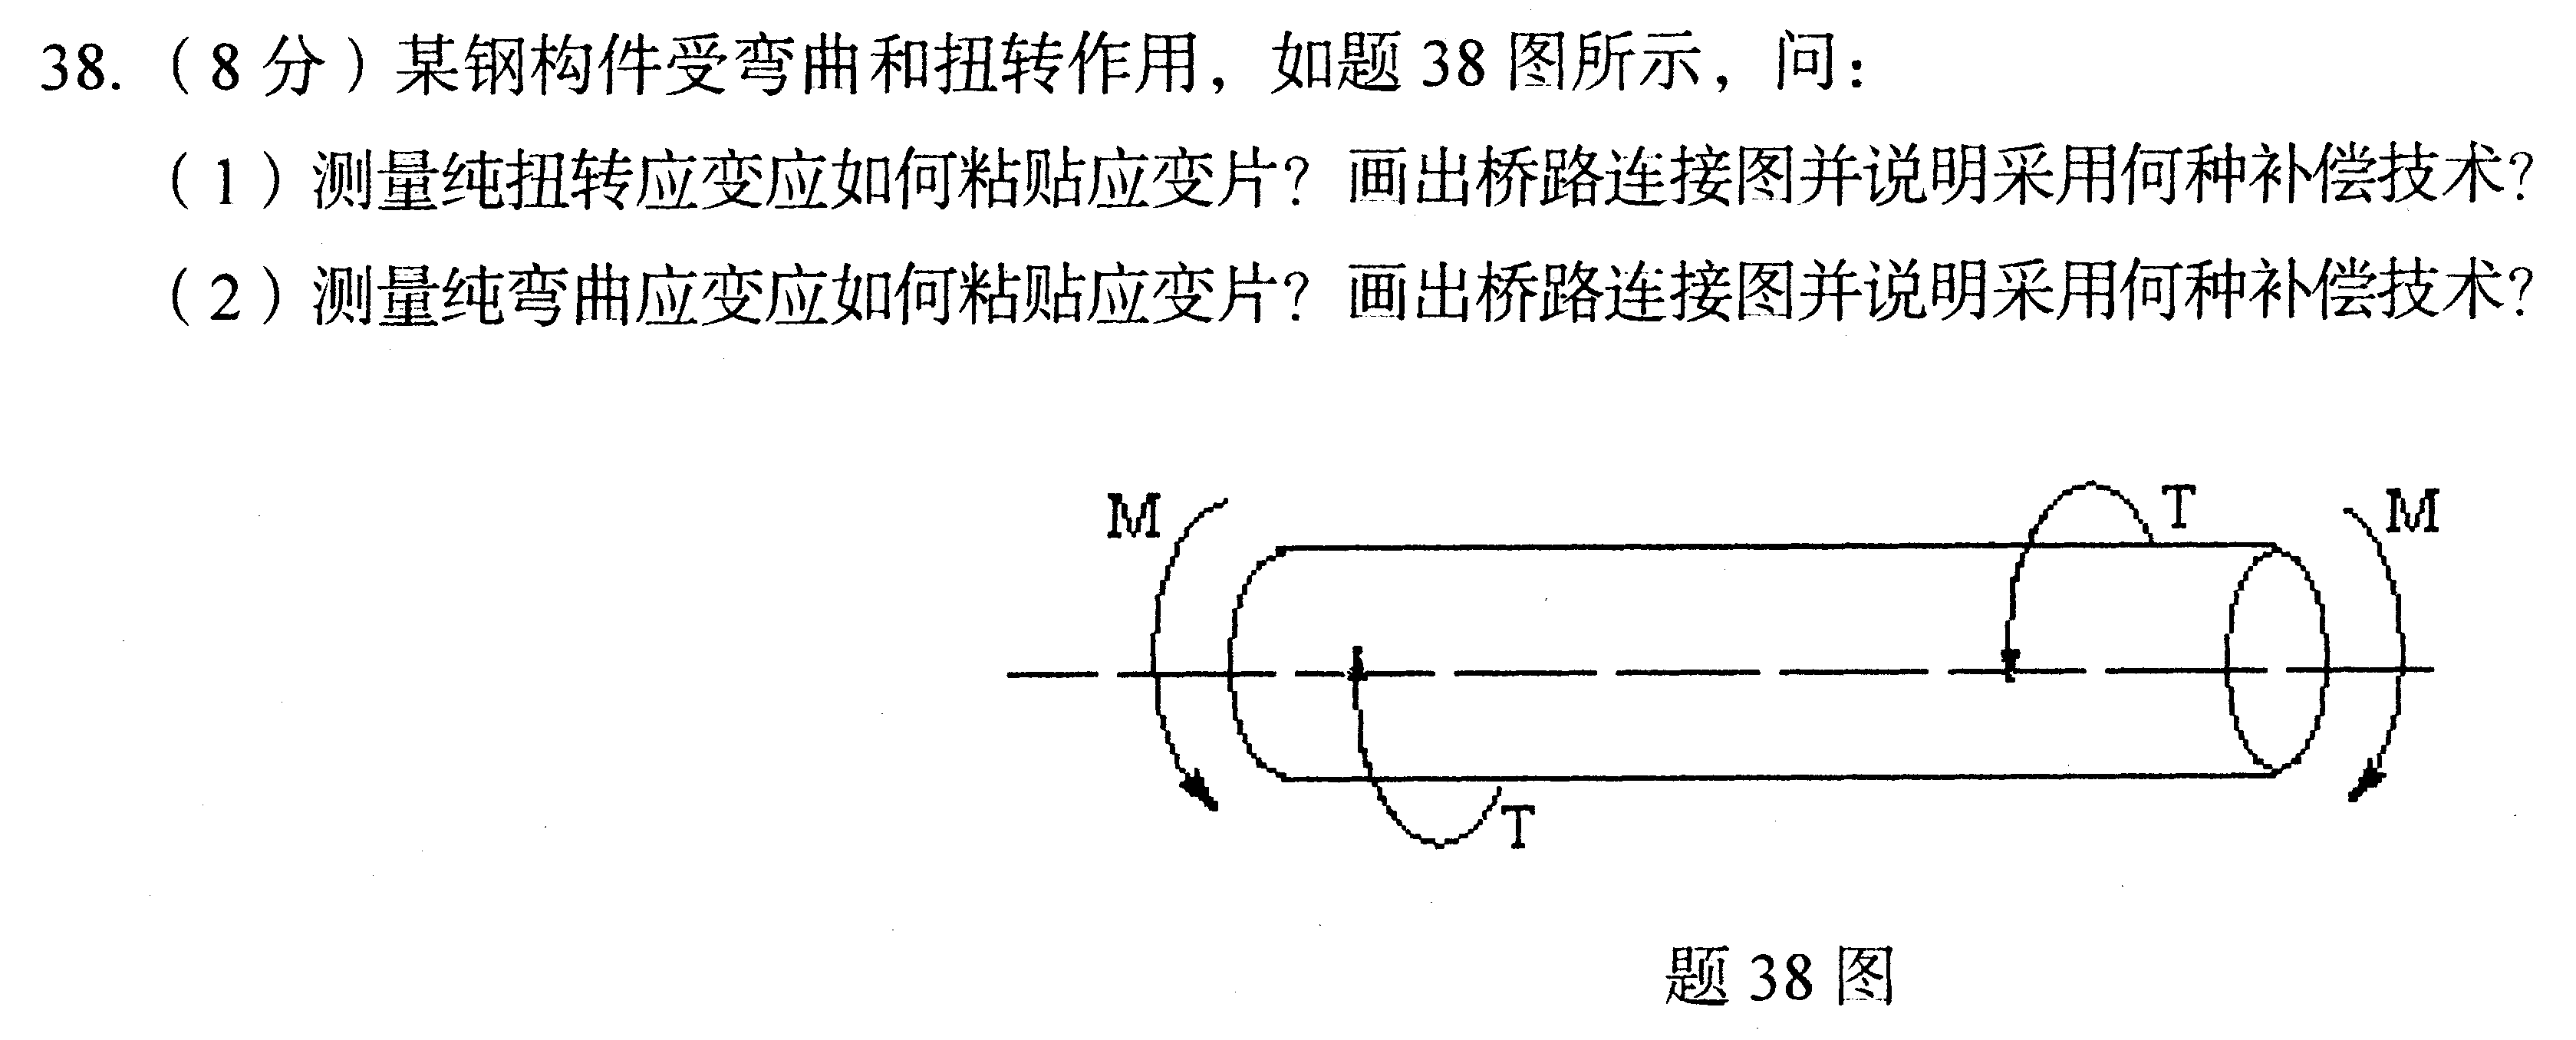 38.（8 分）某钢构件受弯曲和扭转作用，如题 38 图所示，问：
（1）测量纯扭转应变应如何粘贴应变片？画出桥路连接图并说明采用何种补偿技术？
（2）测量纯弯曲应变应如何粘贴应变片？画出桥路连接图并说明采用何种补偿技术？
M T M
T
题 38 图